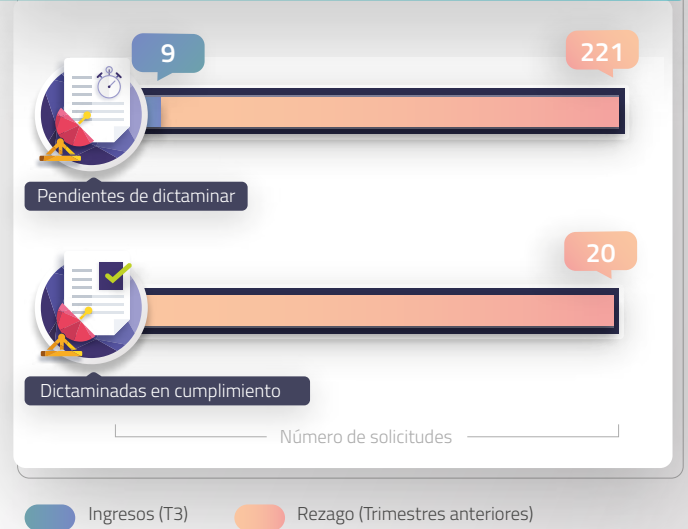 9
221
Pendientes de dictaminar
20
Dictaminadas en cumplimiento
Número de solicitudes
Ingresos (T3)
Rezago (Trimestres anteriores)